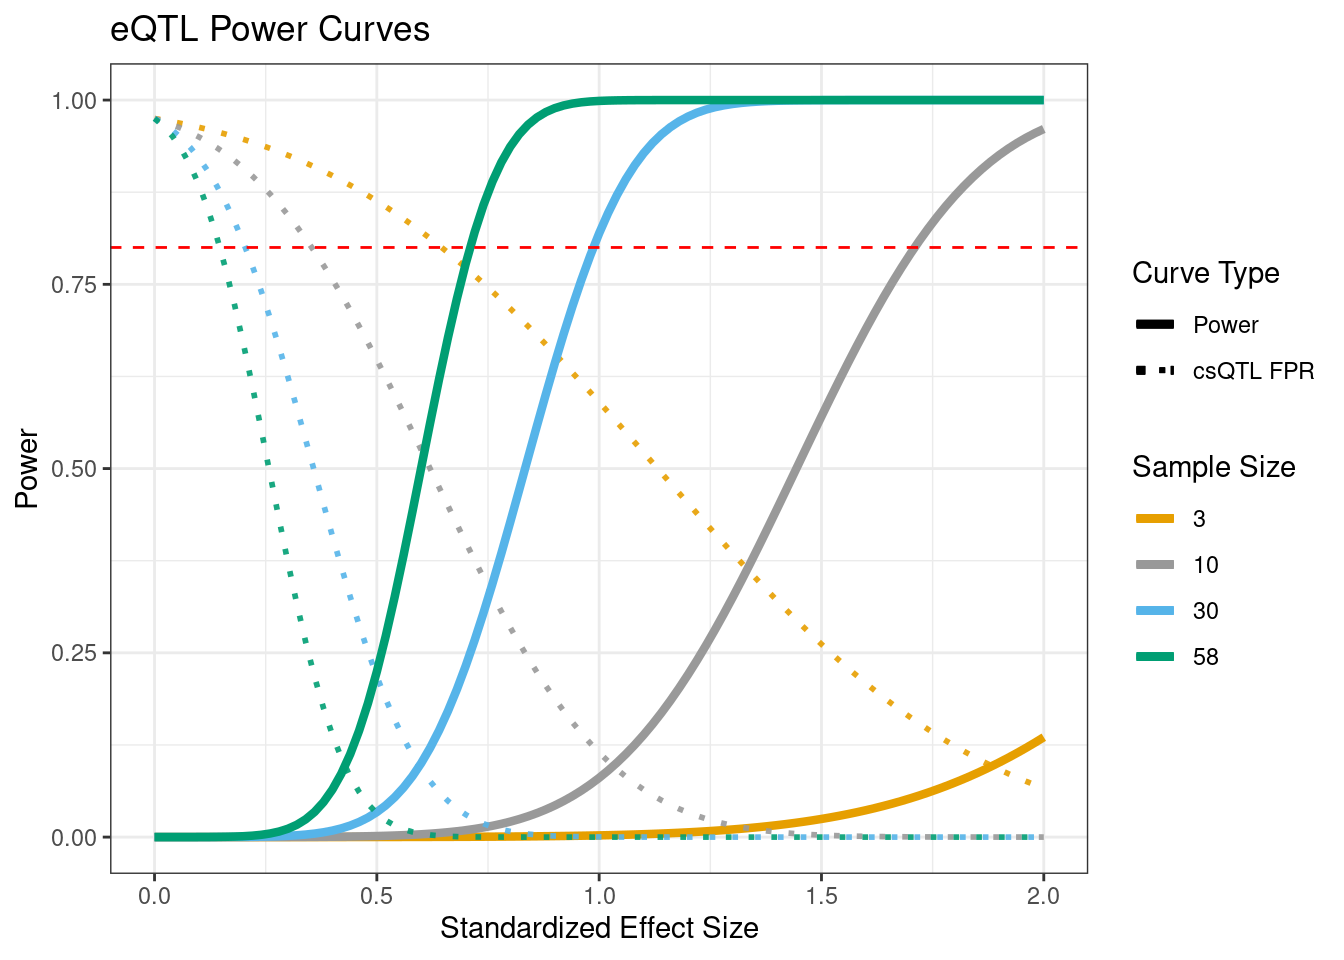 eQTL Power Curves
1.00
0.75
0.50
0.25
0.00
Power
0.0 0.5 1.0 1.5 2.0
Standardized Effect Size
Curve Type
Power
csQTL FPR
Sample Size
3
10
30
58